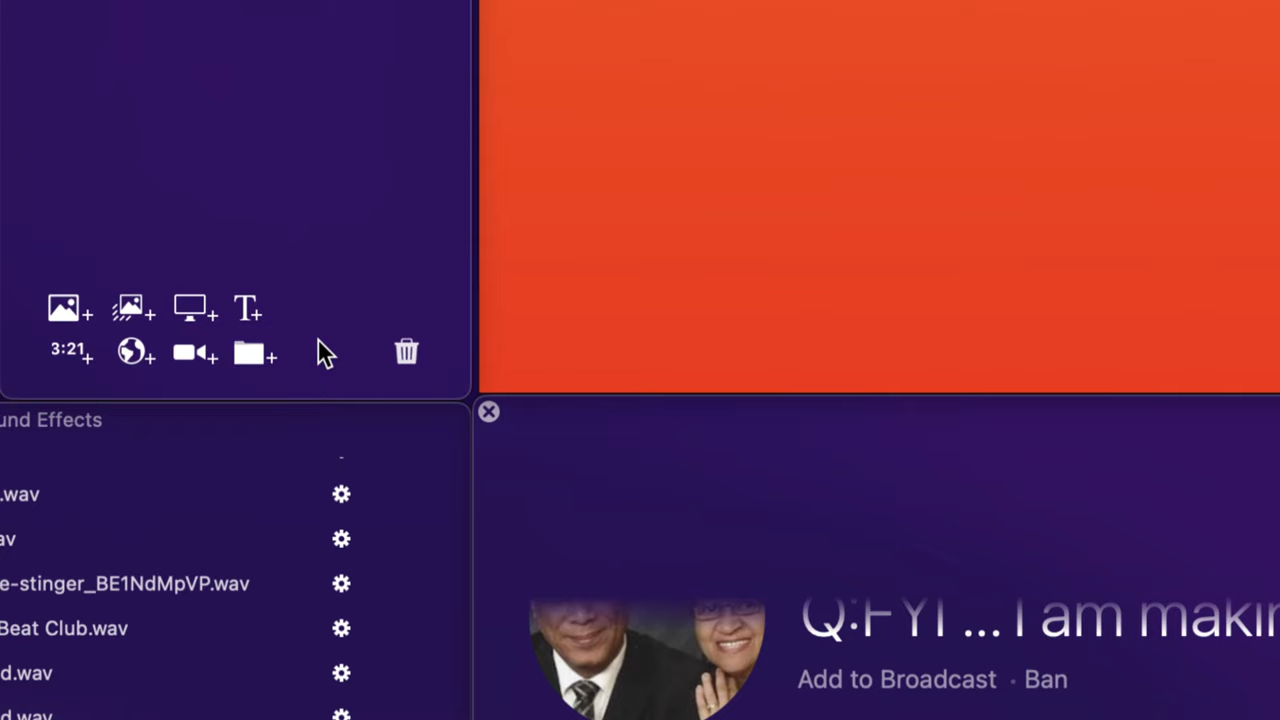 T+
3:21+
und Effects
-
.wav
av
e-stinger_BE1NdMpVP.wav
Beat Club.wav
d.wav
d.wav
Q:FYI ... I am makin
Add to Broadcast · Ban